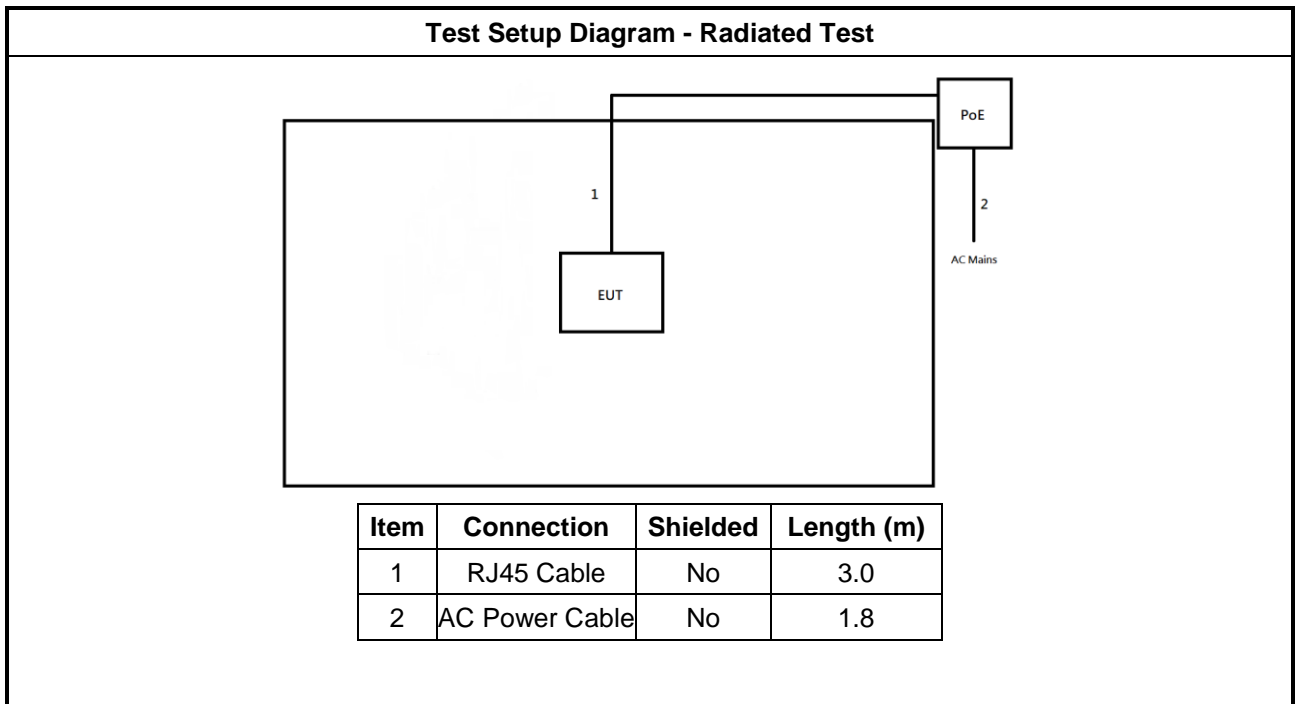 Test Setup Diagram - Radiated Test
PoE
1
2
AC Mains
EUT
Item Connection Shielded Length (m)
1 RJ45 Cable No 3.0
2 AC Power Cable No 1.8